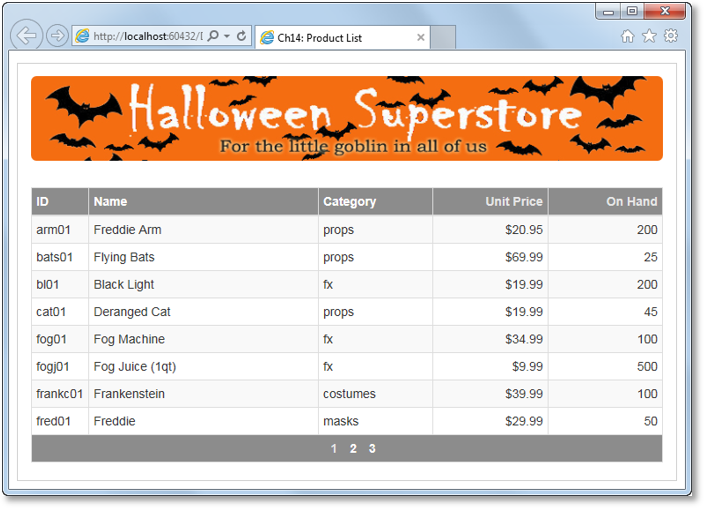 http://localhost:60432/
Ch14: Product List
Halloween Superstore
For the little goblin in all of us
ID Name Category Unit Price On Hand
arm01 Freddie Arm props $20.95 200
bats01 Flying Bats props $69.99 25
bl01 Black Light fx $19.99 200
cat01 Deranged Cat props $19.99 45
fog01 Fog Machine fx $34.99 100
fogj01 Fog Juice (1qt) fx $9.99 500
frankc01 Frankenstein costumes $39.99 100
fred01 Freddie masks $29.99 50
1 2 3